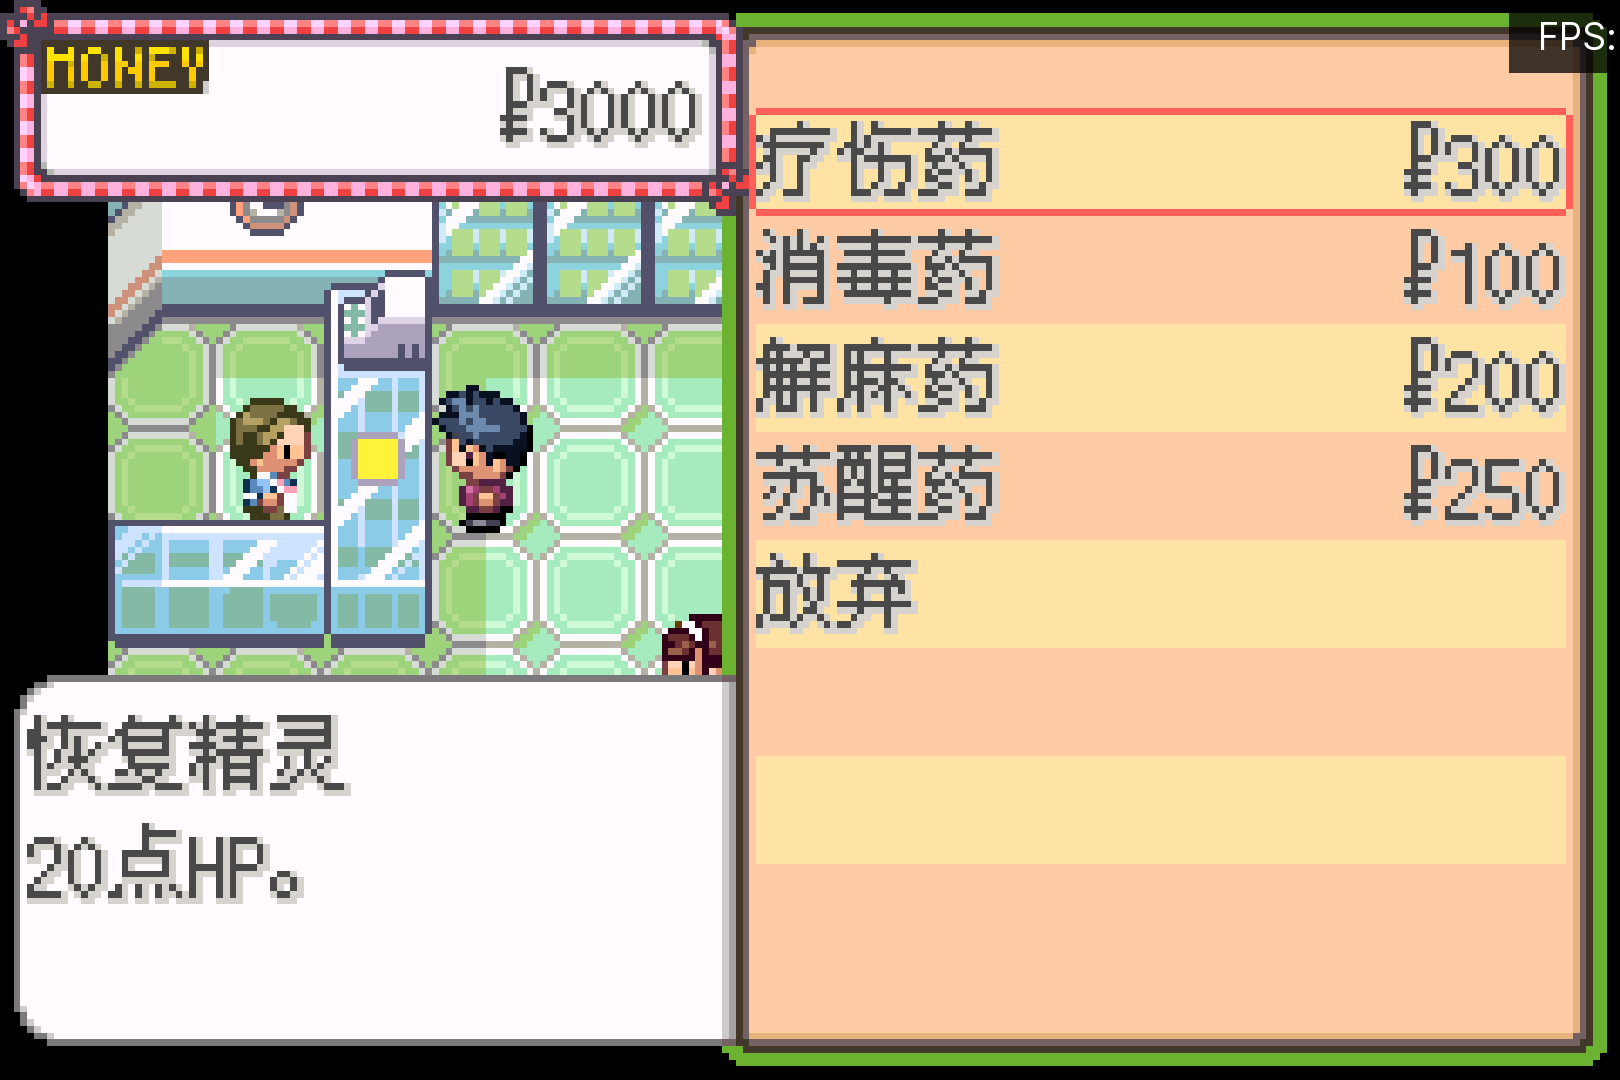 MONEY
₽3000
FPS:
疗伤药 ₽300
消毒药 ₽100
解麻药 ₽200
苏醒药 ₽250
放弃
恢复精灵
20点HP。